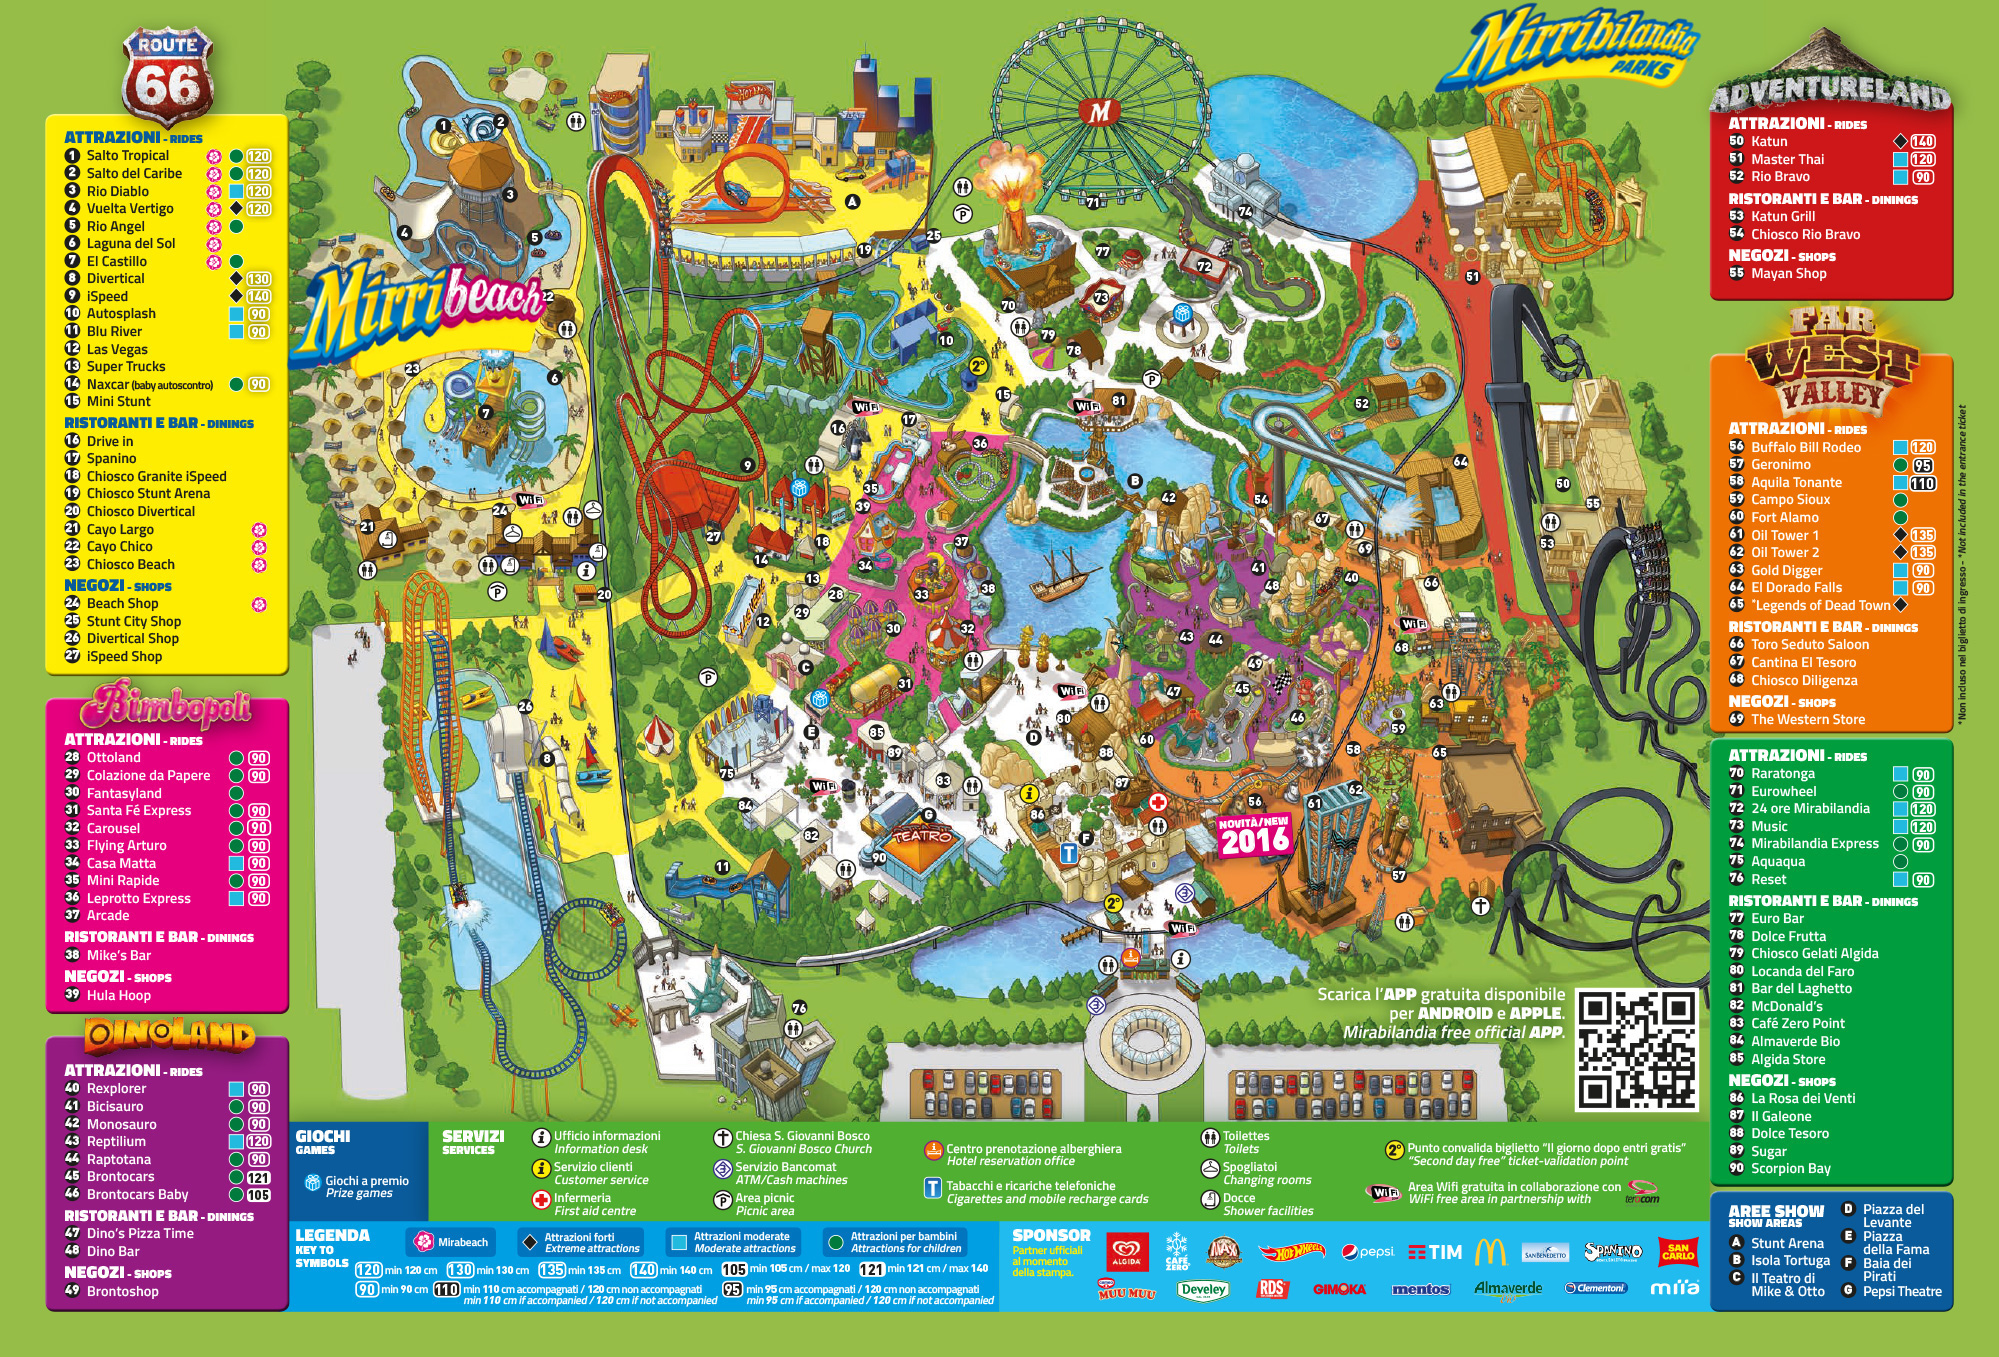 ROUTE
66
ATTRAZIONI - RIDES
1 Salto Tropical 120
2 Salto del Caribe 120
3 Rio Diablo 120
4 Vuelta Vertigo 120
5 Rio Angel
6 Laguna del Sol
7 El Castillo
8 Divertical 130
9 iSpeed 140
10 Autosplash 90
11 Blu River 90
12 Las Vegas
13 Super Trucks
14 Naxcar (baby autoscontro) 90
15 Mini Stunt
RISTORANTI E BAR - DININGS
16 Drive in
17 Spanino
18 Chiosco Granite iSpeed
19 Chiosco Stunt Arena
20 Chiosco Divertical
21 Cayo Largo
22 Cayo Chico
23 Chiosco Beach
NEGOZI - SHOPS
24 Beach Shop
25 Stunt City Shop
26 Divertical Shop
27 iSpeed Shop
Bimbopoli
ATTRAZIONI - RIDES
28 Ottoland 90
29 Colazione da Papere 90
30 Fantasyland
31 Santa Fé Express 90
32 Carousel 90
33 Flying Arturo 90
34 Casa Matta 90
35 Mini Rapide 90
36 Leprotto Express 90
37 Arcade
RISTORANTI E BAR - DININGS
38 Mike's Bar
NEGOZI - SHOPS
39 Hula Hoop
DINOLAND
ATTRAZIONI - RIDES
40 Rexplorer 90
41 Bicisauro 90
42 Monosauro 90
43 Reptilium 120
44 Raptotana 90
45 Brontocars 121
46 Brontocars Baby 105
RISTORANTI E BAR - DININGS
47 Dino's Pizza Time
48 Dino Bar
NEGOZI - SHOPS
49 Brontoshop
Mirribeach
Mirribilandia
PARKS
M
TEATRO
NOVITÀ/NEW
2016
Scarica l'APP gratuita disponibile
per ANDROID e APPLE.
Mirabilandia free official APP.
ADVENTURELAND
ATTRAZIONI - RIDES
50 Katun 140
51 Master Thai 120
52 Rio Bravo 90
RISTORANTI E BAR - DININGS
53 Katun Grill
54 Chiosco Rio Bravo
NEGOZI - SHOPS
55 Mayan Shop
FAR
WEST
VALLEY
ATTRAZIONI - RIDES
56 Buffalo Bill Rodeo 120
57 Geronimo 95
58 Aquila Tonante 110
59 Campo Sioux
60 Fort Alamo
61 Oil Tower 1 135
62 Oil Tower 2 135
63 Gold Digger 90
64 El Dorado Falls 90
65 *Legends of Dead Town
RISTORANTI E BAR - DININGS
66 Toro Seduto Saloon
67 Cantina El Tesoro
68 Chiosco Diligenza
NEGOZI - SHOPS
69 The Western Store
*Non incluso nel biglietto di ingresso - *Not included in the entrance ticket
ATTRAZIONI - RIDES
70 Raratonga 90
71 Eurowheel 90
72 24 ore Mirabilandia 120
73 Music 120
74 Mirabilandia Express 90
75 Aquaqua
76 Reset 90
RISTORANTI E BAR - DININGS
77 Euro Bar
78 Dolce Frutta
79 Chiosco Gelati Algida
80 Locanda del Faro
81 Bar del Laghetto
82 McDonald's
83 Café Zero Point
84 Almaverde Bio
85 Algida Store
NEGOZI - SHOPS
86 La Rosa dei Venti
87 Il Galeone
88 Dolce Tesoro
89 Sugar
90 Scorpion Bay
AREE SHOW
SHOW AREAS
A Stunt Arena
B Isola Tortuga
C Il Teatro di
Mike & Otto
D Piazza del
Levante
E Piazza
della Fama
F Baia dei
Pirati
G Pepsi Theatre
GIOCHI
GAMES
Giochi a premio
Prize games
SERVIZI
SERVICES
Ufficio informazioni
Information desk
Servizio clienti
Customer service
Infermeria
First aid centre
Chiesa S. Giovanni Bosco
S. Giovanni Bosco Church
Servizio Bancomat
ATM/Cash machines
Area picnic
Picnic area
Centro prenotazione alberghiera
Hotel reservation office
Tabacchi e ricariche telefoniche
Cigarettes and mobile recharge cards
Toilettes
Toilets
Spogliatoi
Changing rooms
Docce
Shower facilities
2° Punto convalida biglietto "Il giorno dopo entri gratis"
"Second day free" ticket-validation point
WiFi Area Wifi gratuita in collaborazione con
WiFi free area in partnership with
LEGENDA
KEY TO
SYMBOLS
Mirabeach
Attrazioni forti
Extreme attractions
Attrazioni moderate
Moderate attractions
Attrazioni per bambini
Attractions for children
120 min 120 cm 130 min 130 cm 135 min 135 cm 140 min 140 cm 105 min 105 cm / max 120 121 min 121 cm / max 140
90 min 90 cm 110 min 110 cm accompagnati / 120 cm non accompagnati
min 110 cm if accompanied / 120 cm if not accompanied
95 min 95 cm accompagnati / 120 cm non accompagnati
min 95 cm if accompanied / 120 cm if not accompanied
SPONSOR
Partner ufficiali
al momento
della stampa.
ALGIDA
CAFÉ
ZERO
HOT WHEELS
pepsi
TIM
SAN BENEDETTO
SPANINO
SAN
CARLO
MUU MUU
Develey
RDS
GIMOKA
mentos
Almaverde
Clementoni
miia